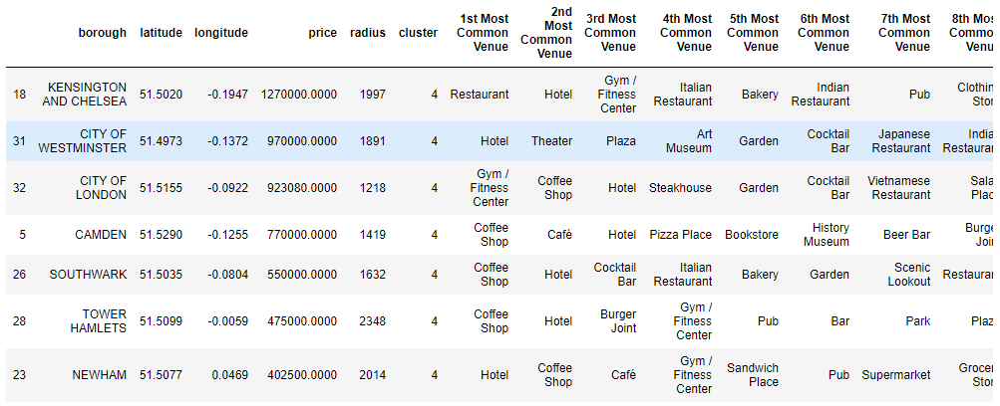 borough latitude longitude price radius cluster 1st Most Common Venue 2nd Most Common Venue 3rd Most Common Venue 4th Most Common Venue 5th Most Common Venue 6th Most Common Venue 7th Most Common Venue 8th Mos Commo Venu
18 KENSINGTON AND CHELSEA 51.5020 -0.1947 1270000.0000 1997 4 Restaurant Hotel Gym / Fitness Center Italian Restaurant Bakery Indian Restaurant Pub Clothin Stor
31 CITY OF WESTMINSTER 51.4973 -0.1372 970000.0000 1891 4 Hotel Theater Plaza Art Museum Garden Cocktail Bar Japanese Restaurant India Restauran
32 CITY OF LONDON 51.5155 -0.0922 923080.0000 1218 4 Gym / Fitness Center Coffee Shop Hotel Steakhouse Garden Cocktail Bar Vietnamese Restaurant Sala Plac
5 CAMDEN 51.5290 -0.1255 770000.0000 1419 4 Coffee Shop Café Hotel Pizza Place Bookstore History Museum Beer Bar Burge Join
26 SOUTHWARK 51.5035 -0.0804 550000.0000 1632 4 Coffee Shop Hotel Cocktail Bar Italian Restaurant Bakery Garden Scenic Lookout Restauran
28 TOWER HAMLETS 51.5099 -0.0059 475000.0000 2348 4 Coffee Shop Hotel Burger Joint Gym / Fitness Center Pub Bar Park Plaz
23 NEWHAM 51.5077 0.0469 402500.0000 2014 4 Hotel Coffee Shop Café Gym / Fitness Center Sandwich Place Pub Supermarket Grocer Stor